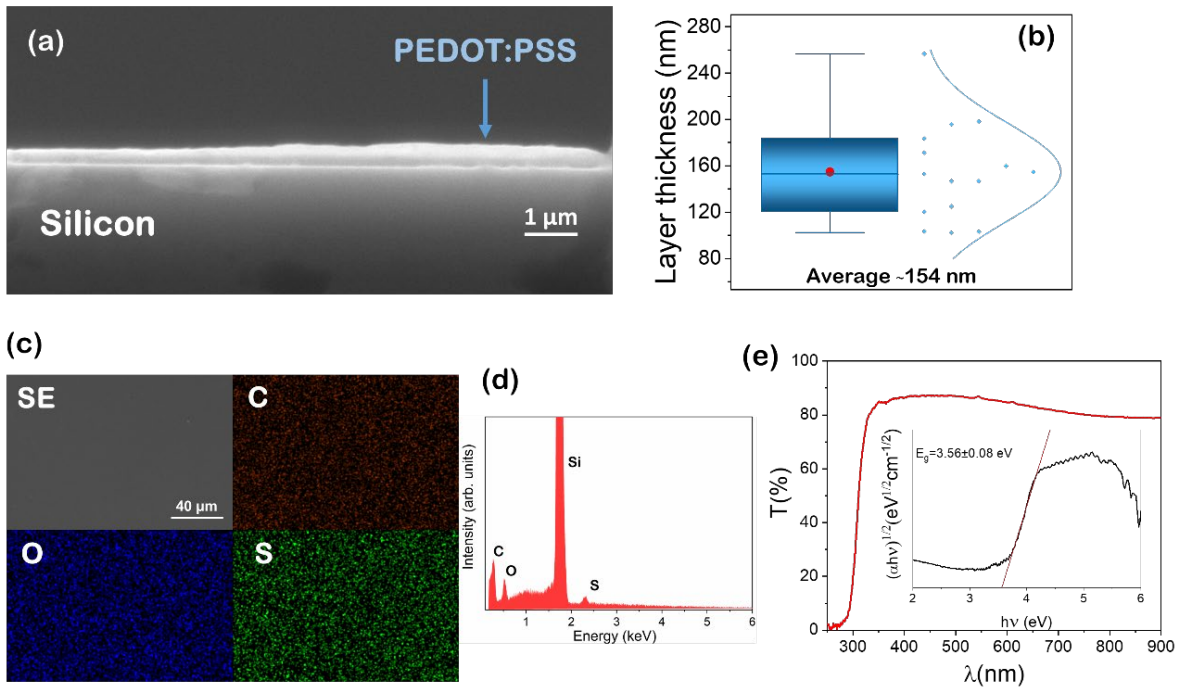 (a)
PEDOT:PSS
Silicon
1 µm
(b)
Layer thickness (nm)
280
240
200
160
120
80
Average ~154 nm
(c)
SE
40 µm
C
O
S
(d)
Intensity (arb. units)
C
O
Si
S
1 2 3 4 5 6
Energy (keV)
(e)
T(%)
100
80
60
40
20
0
E_g=3.56±0.08 eV
(αhν)^1/2(eV^1/2cm^-1/2)
2 3 4 5 6
hν (eV)
300 400 500 600 700 800 900
λ(nm)